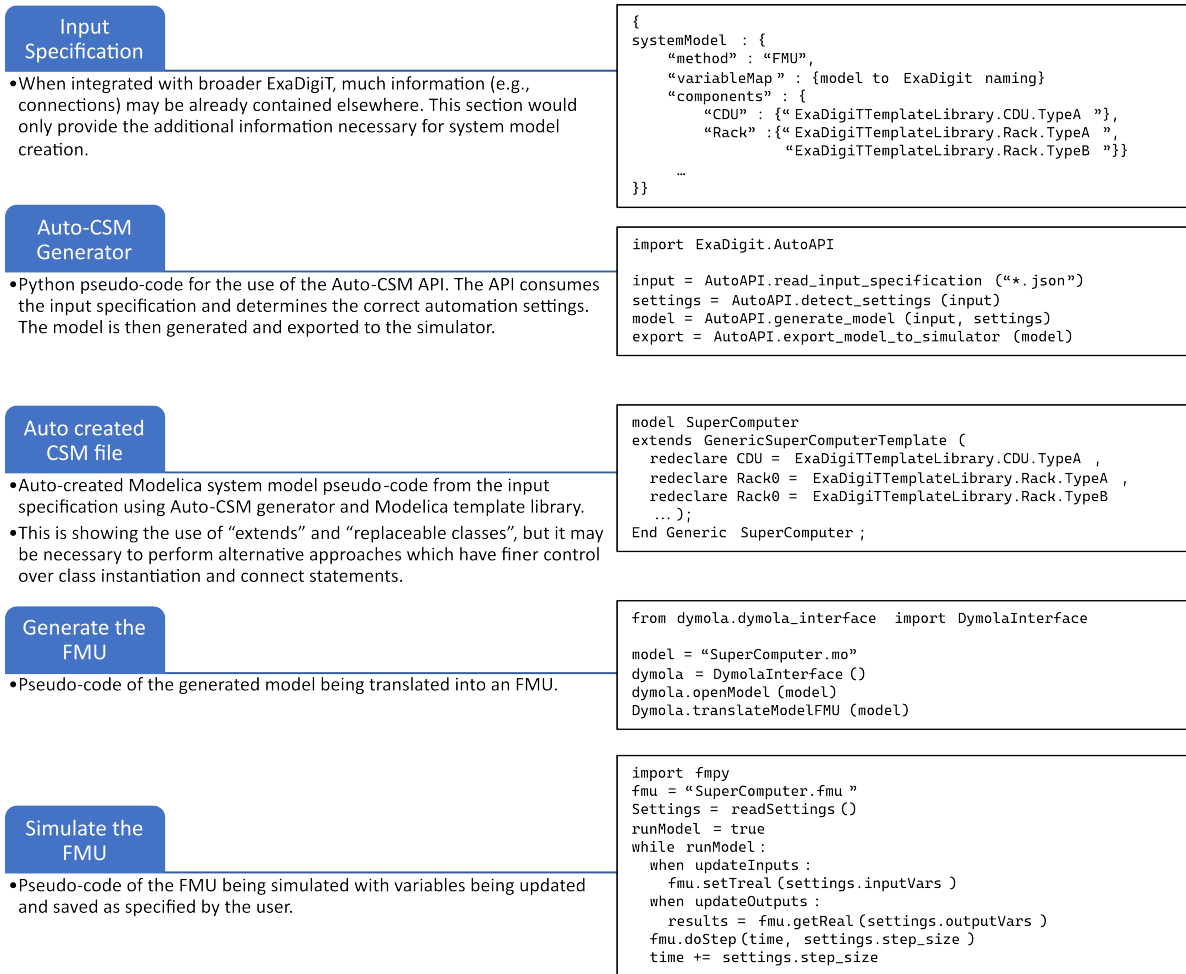 Input
Specification
•When integrated with broader ExaDigiT, much information (e.g.,
connections) may be already contained elsewhere. This section would
only provide the additional information necessary for system model
creation.
{
systemModel : {
“method” : “FMU”,
“variableMap” : {model to ExaDigit naming}
“components” : {
“CDU” : {“ExaDigiTTemplateLibrary.CDU.TypeA ”},
“Rack” :{“ExaDigiTTemplateLibrary.Rack.TypeA ”,
“ExaDigiTTemplateLibrary.Rack.TypeB ”}}
…
}}
Auto-CSM
Generator
•Python pseudo-code for the use of the Auto-CSM API. The API consumes
the input specification and determines the correct automation settings.
The model is then generated and exported to the simulator.
import ExaDigit.AutoAPI
input = AutoAPI.read_input_specification (“*.json”)
settings = AutoAPI.detect_settings (input)
model = AutoAPI.generate_model (input, settings)
export = AutoAPI.export_model_to_simulator (model)
Auto created
CSM file
•Auto-created Modelica system model pseudo-code from the input
specification using Auto-CSM generator and Modelica template library.
•This is showing the use of “extends” and “replaceable classes”, but it may
be necessary to perform alternative approaches which have finer control
over class instantiation and connect statements.
model SuperComputer
extends GenericSuperComputerTemplate (
redeclare CDU = ExaDigiTTemplateLibrary.CDU.TypeA ,
redeclare Rack0 = ExaDigiTTemplateLibrary.Rack.TypeA ,
redeclare Rack0 = ExaDigiTTemplateLibrary.Rack.TypeB
…);
End Generic SuperComputer ;
Generate the
FMU
•Pseudo-code of the generated model being translated into an FMU.
from dymola.dymola_interface import DymolaInterface
model = “SuperComputer.mo”
dymola = DymolaInterface ()
dymola.openModel (model)
Dymola.translateModelFMU (model)
Simulate the
FMU
•Pseudo-code of the FMU being simulated with variables being updated
and saved as specified by the user.
import fmpy
fmu = “SuperComputer.fmu ”
Settings = readSettings ()
runModel = true
while runModel :
when updateInputs :
fmu.setTreal (settings.inputVars )
when updateOutputs :
results = fmu.getReal (settings.outputVars )
fmu.doStep (time, settings.step_size )
time += settings.step_size